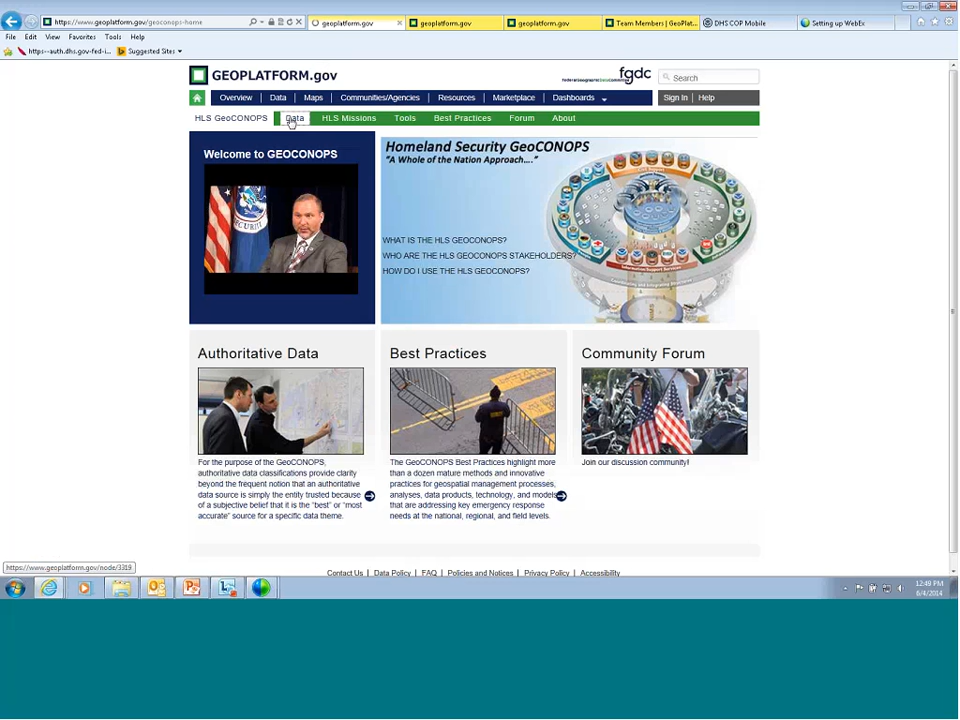 https://www.geoplatform.gov/geoconops-home
geoplatform.gov
geoplatform.gov
geoplatform.gov
Team Members | GeoPlat...
DHS COP Mobile
Setting up WebEx
File Edit View Favorites Tools Help
https--auth.dhs.gov-fed-i...
Suggested Sites
GEOPLATFORM.gov
fgdc
Search
Overview | Data | Maps | Communities/Agencies | Resources | Marketplace | Dashboards
Sign In | Help
HLS GeoCONOPS Data HLS Missions Tools Best Practices Forum About
Welcome to GEOCONOPS
Homeland Security GeoCONOPS
"A Whole of the Nation Approach...."
WHAT IS THE HLS GEOCONOPS?
WHO ARE THE HLS GEOCONOPS STAKEHOLDERS?
HOW DO I USE THE HLS GEOCONOPS?
Information Support Services
Authoritative Data
For the purpose of the GeoCONOPS,
authoritative data classifications provide clarity
beyond the frequent notion that an authoritative
data source is simply the entity trusted because
of a subjective belief that it is the "best" or "most
accurate" source for a specific data theme.
Best Practices
The GeoCONOPS Best Practices highlight more
than a dozen mature methods and innovative
practices for geospatial management processes,
analyses, data products, technology, and models
that are addressing key emergency response
needs at the national, regional, and field levels.
Community Forum
Join our discussion community!
https://www.geoplatform.gov/node/3319
Contact Us | Data Policy | FAQ | Policies and Notices | Privacy Policy | Accessibility
12:49 PM
6/4/2014